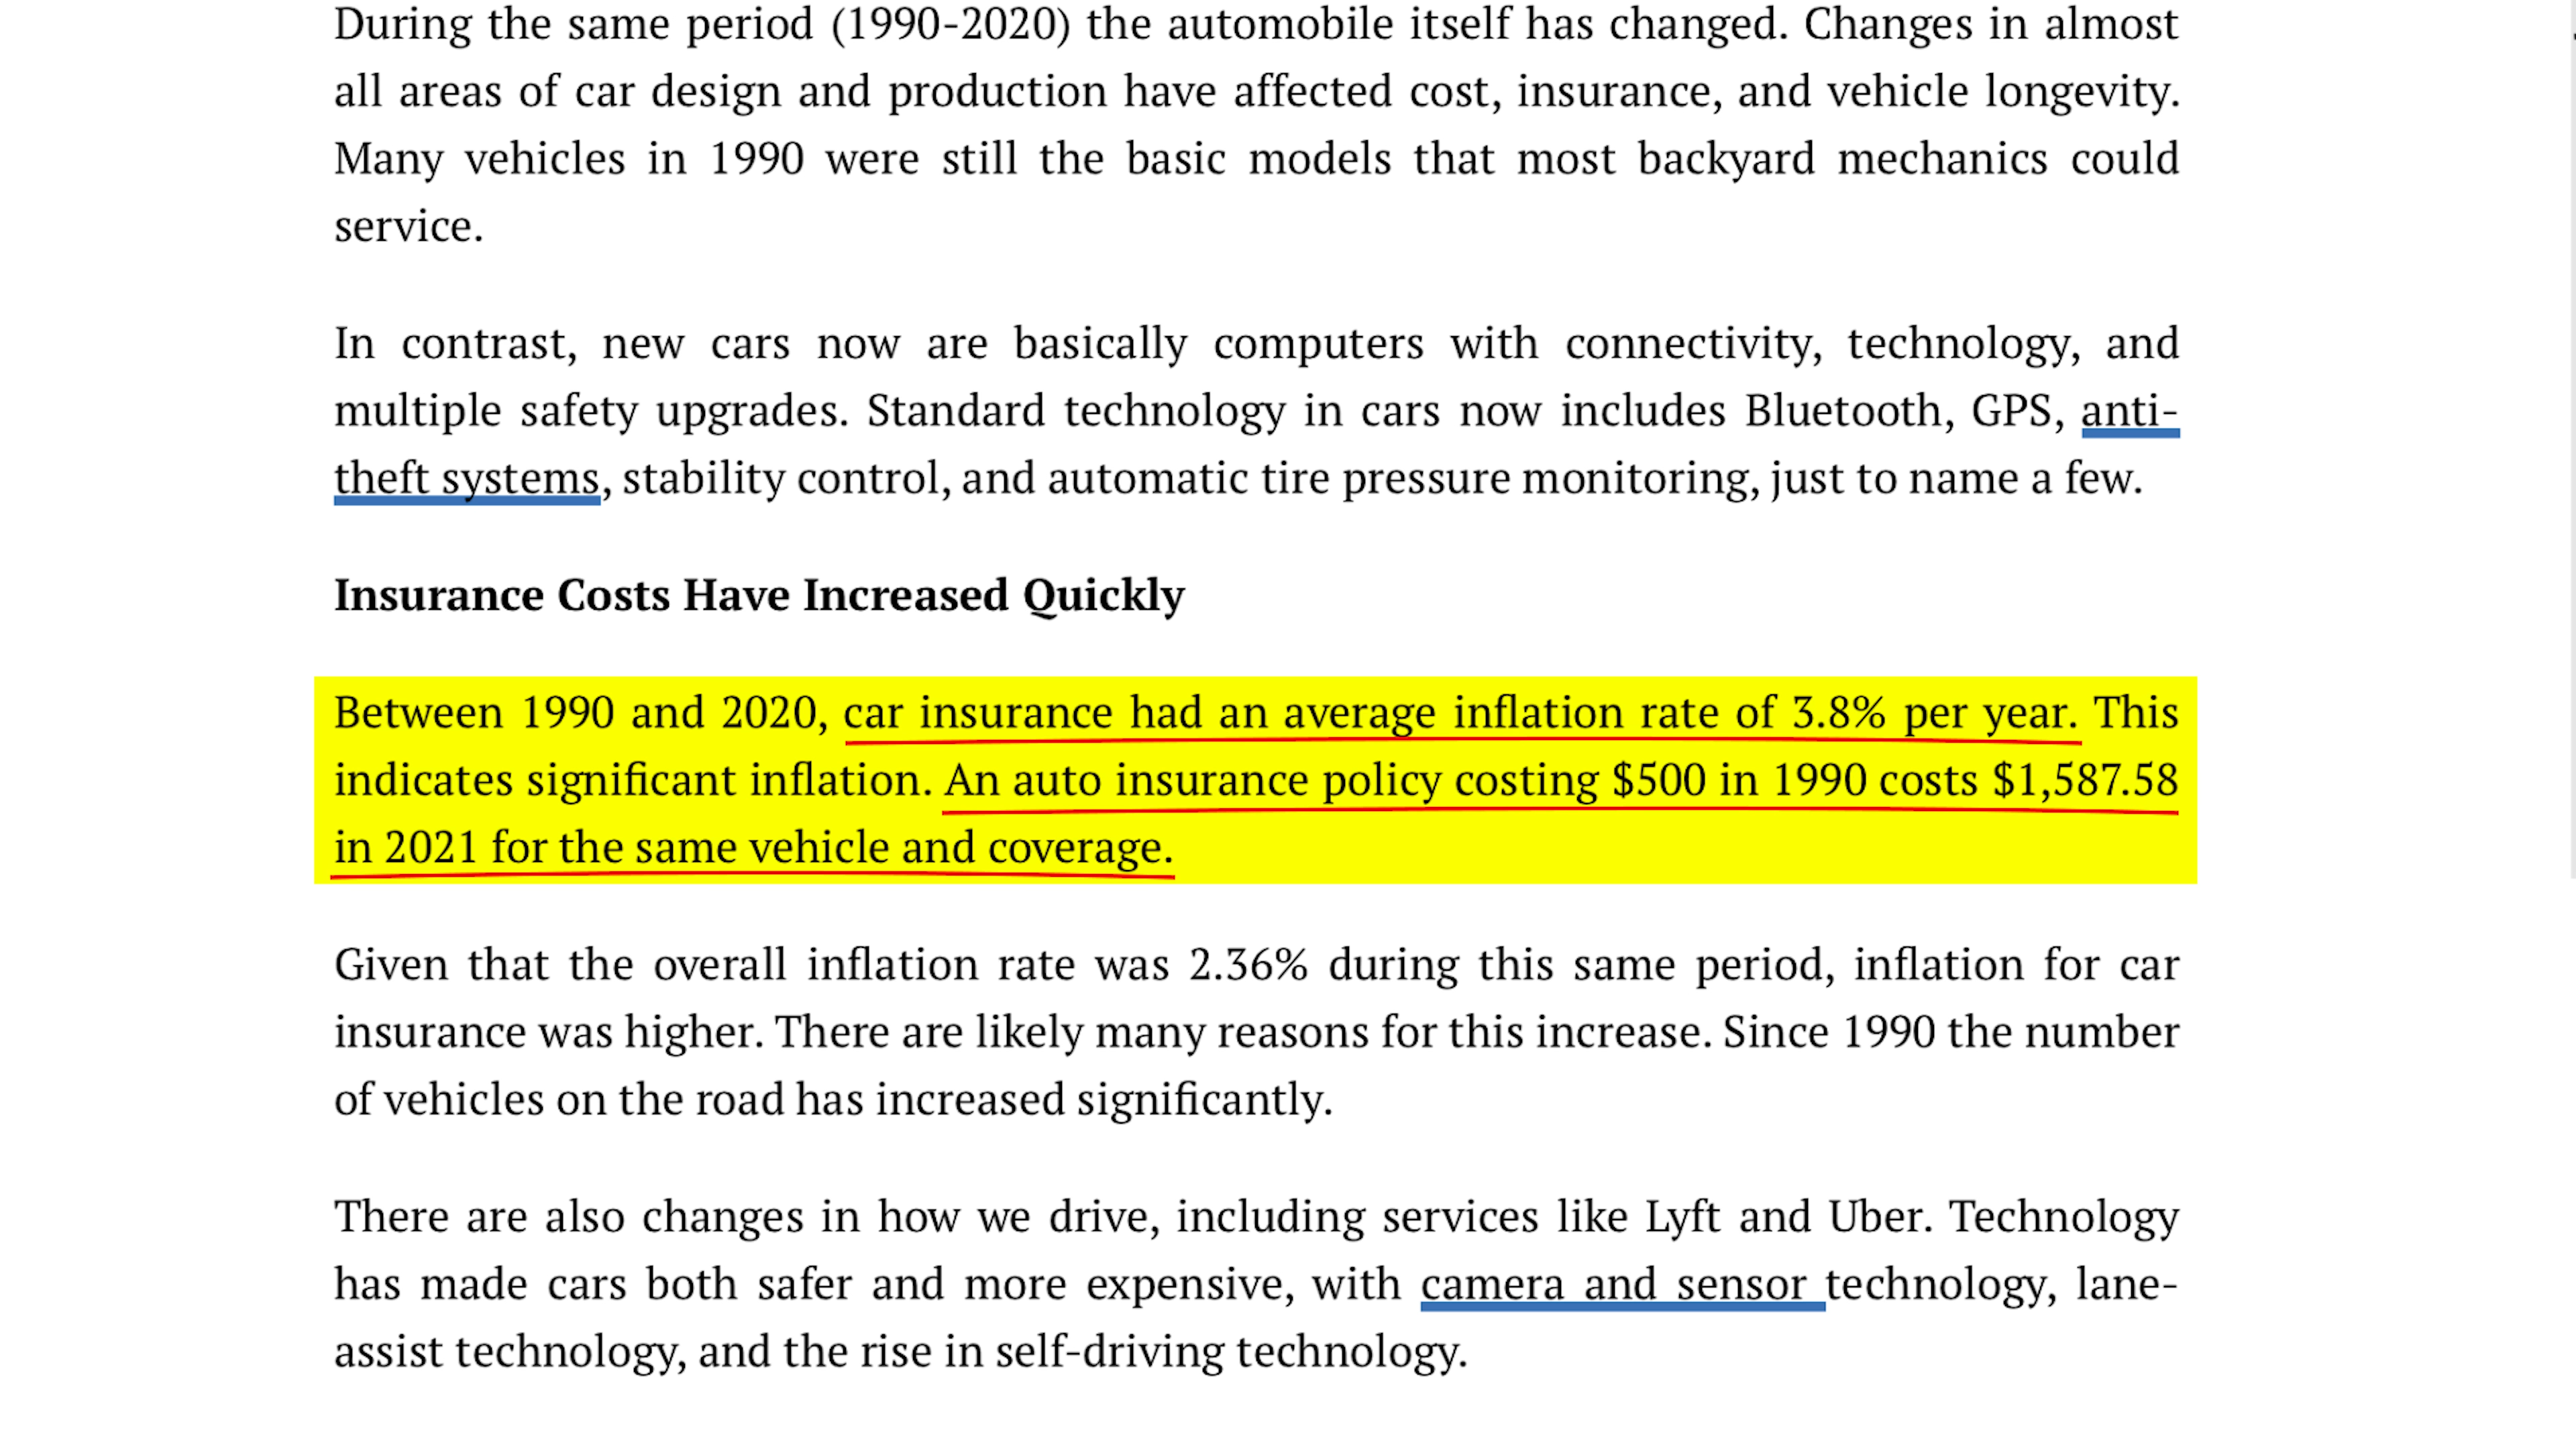 During the same period (1990-2020) the automobile itself has changed. Changes in almost
all areas of car design and production have affected cost, insurance, and vehicle longevity.
Many vehicles in 1990 were still the basic models that most backyard mechanics could
service.
In contrast, new cars now are basically computers with connectivity, technology, and
multiple safety upgrades. Standard technology in cars now includes Bluetooth, GPS, anti-
theft systems, stability control, and automatic tire pressure monitoring, just to name a few.
Insurance Costs Have Increased Quickly
Between 1990 and 2020, car insurance had an average inflation rate of 3.8% per year. This
indicates significant inflation. An auto insurance policy costing $500 in 1990 costs $1,587.58
in 2021 for the same vehicle and coverage.
Given that the overall inflation rate was 2.36% during this same period, inflation for car
insurance was higher. There are likely many reasons for this increase. Since 1990 the number
of vehicles on the road has increased significantly.
There are also changes in how we drive, including services like Lyft and Uber. Technology
has made cars both safer and more expensive, with camera and sensor technology, lane-
assist technology, and the rise in self-driving technology.